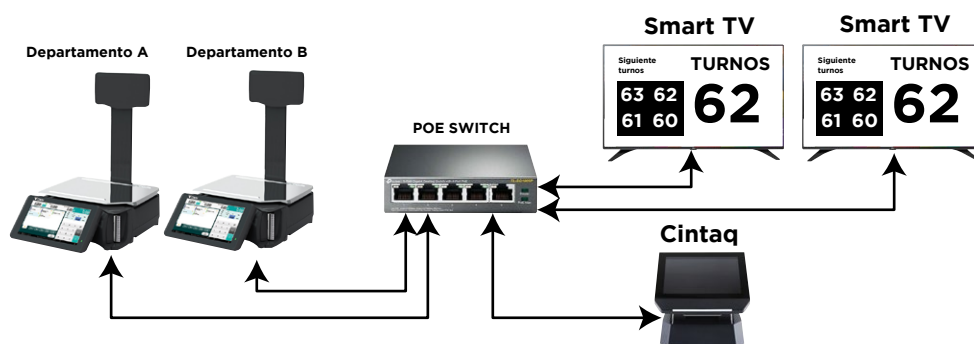 Smart TV
Smart TV
Departamento A
Departamento B
Siguiente
turnos
TURNOS
63 62
61 60
62
Siguiente
turnos
TURNOS
63 62
61 60
62
POE SWITCH
Cintaq